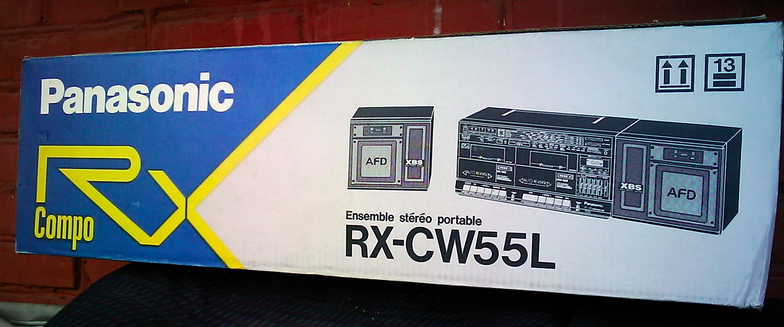 Panasonic
Rx
Compo
13
AFD
XBS
XBS
AFD
Ensemble stéréo portable
RX-CW55L